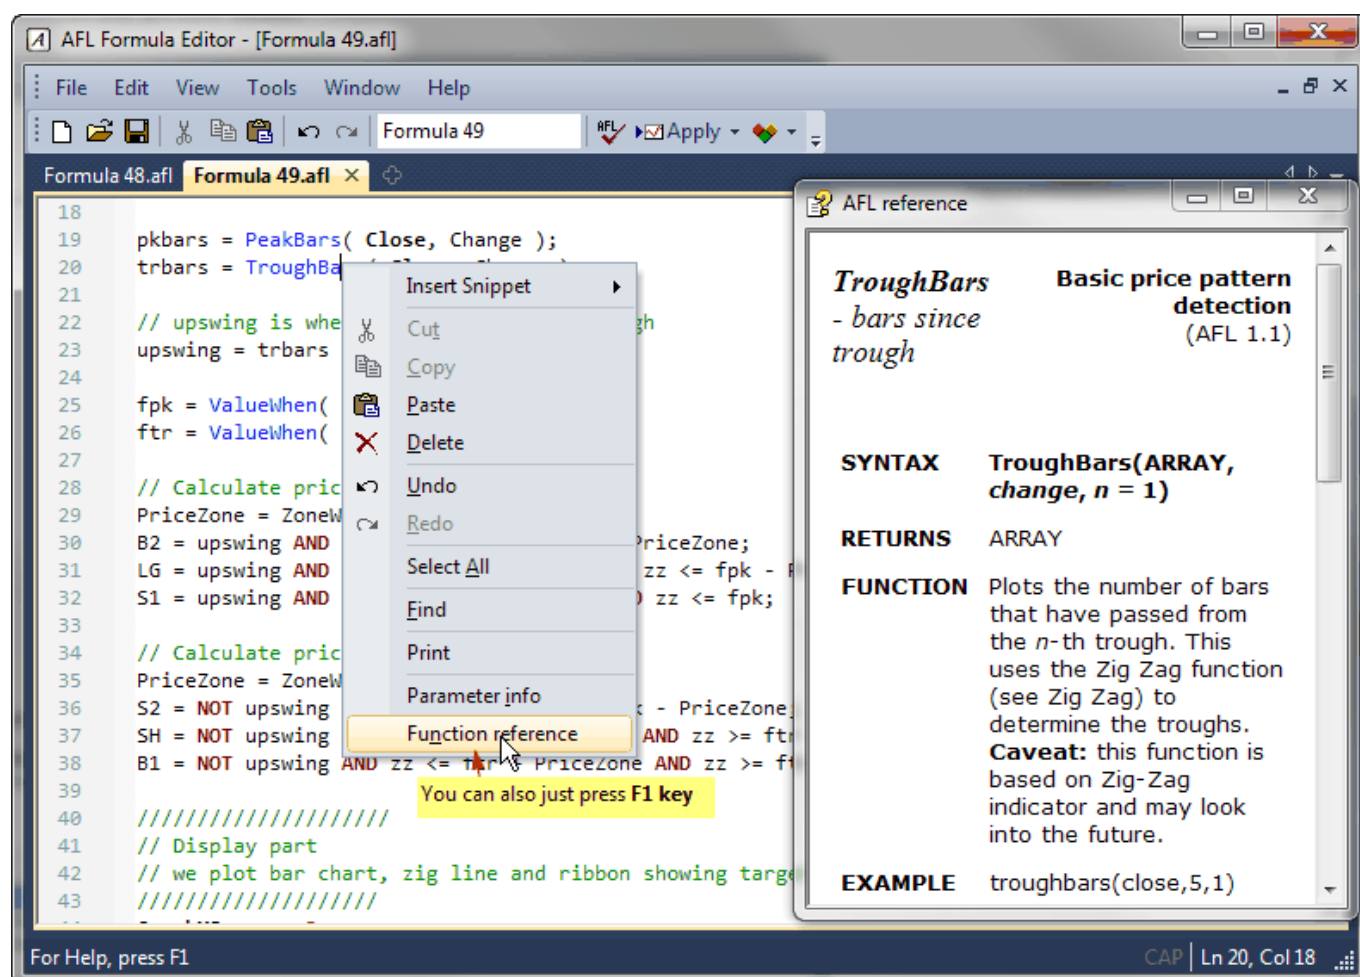 AFL Formula Editor - [Formula 49.afl]
File Edit View Tools Window Help
Formula 49 AFL Apply
Formula 48.afl Formula 49.afl
18
19 pkbars = PeakBars( Close, Change );
20 trbars = TroughBa
21
22 // upswing is whe
23 upswing = trbars
24
25 fpk = ValueWhen(
26 ftr = ValueWhen(
27
28 // Calculate pric
29 PriceZone = ZoneW
30 B2 = upswing AND PriceZone;
31 LG = upswing AND zz <= fpk -
32 S1 = upswing AND zz <= fpk;
33
34 // Calculate pric
35 PriceZone = ZoneW
36 S2 = NOT upswing - PriceZone;
37 SH = NOT upswing AND zz >= ftr
38 B1 = NOT upswing AND zz <= ftr PriceZone AND zz >= ft
39
40 /////////////////////
41 // Display part
42 // we plot bar chart, zig line and ribbon showing targe
43 ////////////////////
Insert Snippet
Cut
Copy
Paste
Delete
Undo
Redo
Select All
Find
Print
Parameter info
Function reference
You can also just press F1 key
AFL reference
TroughBars
- bars since
trough
Basic price pattern
detection
(AFL 1.1)
SYNTAX TroughBars(ARRAY,
change, n = 1)
RETURNS ARRAY
FUNCTION Plots the number of bars
that have passed from
the n-th trough. This
uses the Zig Zag function
(see Zig Zag) to
determine the troughs.
Caveat: this function is
based on Zig-Zag
indicator and may look
into the future.
EXAMPLE troughbars(close,5,1)
For Help, press F1 CAP Ln 20, Col 18